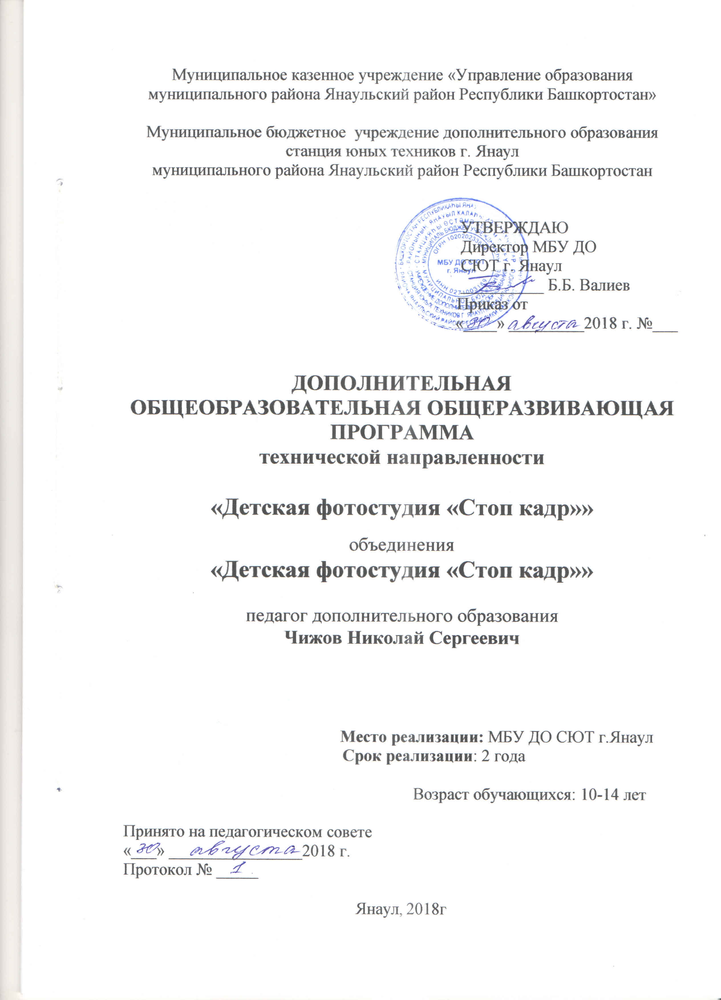 Муниципальное казенное учреждение «Управление образования
муниципального района Янаульский район Республики Башкортостан»
Муниципальное бюджетное учреждение дополнительного образования
станция юных техников г. Янаул
муниципального района Янаульский район Республики Башкортостан
УТВЕРЖДАЮ
Директор МБУ ДО
СЮТ г. Янаул
__________ Б.Б. Валиев
Приказ от
«30» августа 2018 г. №___
МБУ ДО СЮТ
г. Янаул
ИНН 0271003189
ДОПОЛНИТЕЛЬНАЯ
ОБЩЕОБРАЗОВАТЕЛЬНАЯ ОБЩЕРАЗВИВАЮЩАЯ
ПРОГРАММА
технической направленности
«Детская фотостудия «Стоп кадр»»
объединения
«Детская фотостудия «Стоп кадр»»
педагог дополнительного образования
Чижов Николай Сергеевич
Место реализации: МБУ ДО СЮТ г.Янаул
Срок реализации: 2 года
Возраст обучающихся: 10-14 лет
Принято на педагогическом совете
«30» августа 2018 г.
Протокол № 1
Янаул, 2018г